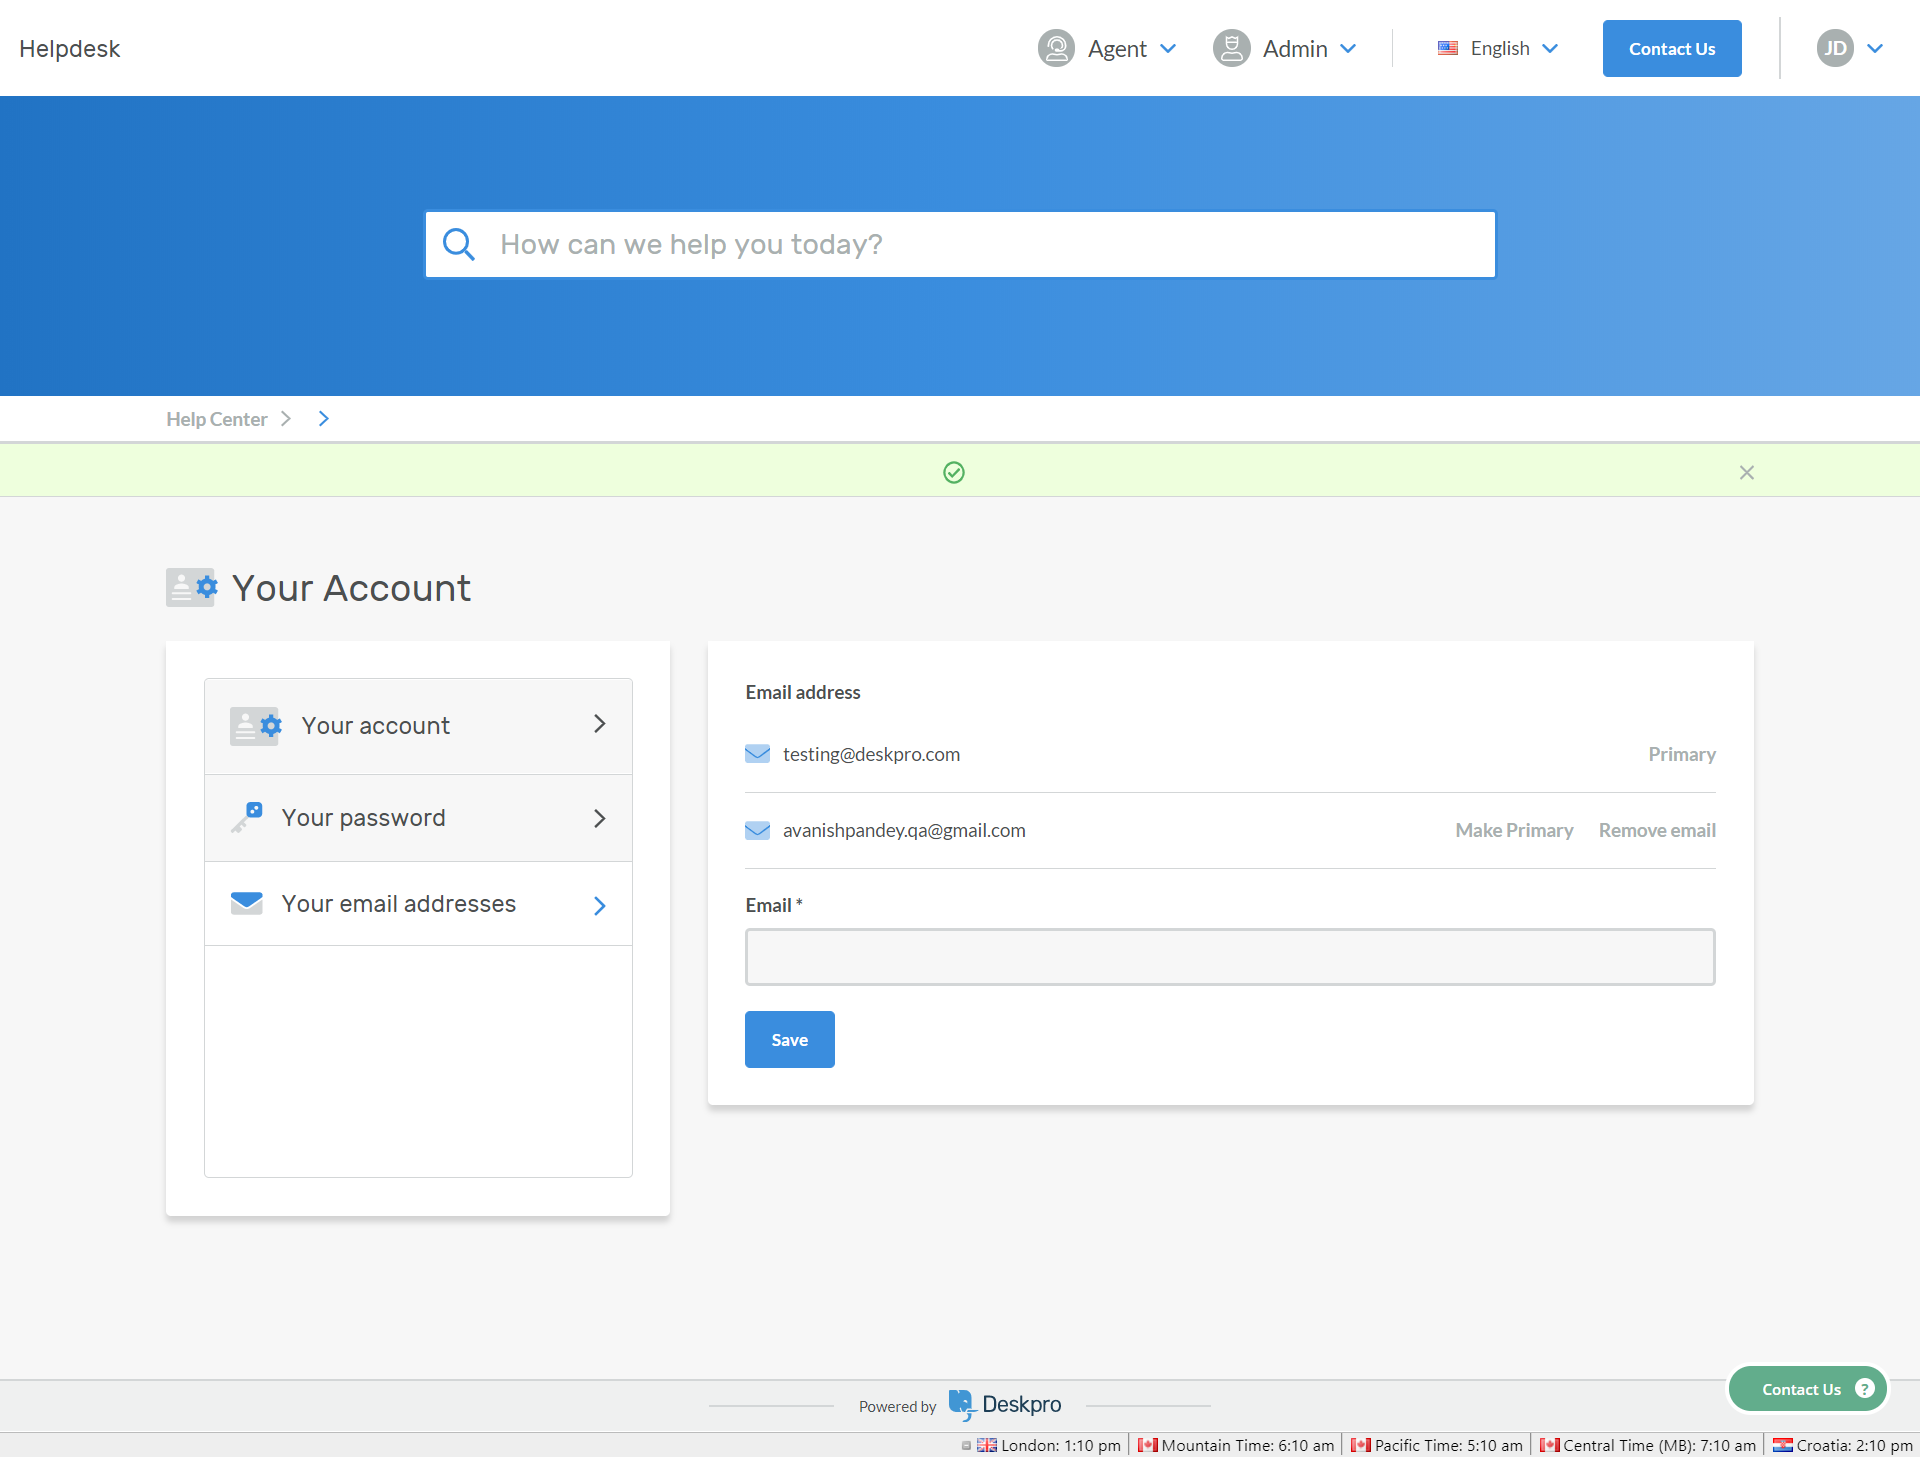 Helpdesk
Agent
Admin
English
Contact Us
JD
How can we help you today?
Help Center
Your Account
Your account
Your password
Your email addresses
Email address
testing@deskpro.com
Primary
avanishpandey.qa@gmail.com
Make Primary
Remove email
Email *
Save
Contact Us ?
Powered by Deskpro
London: 1:10 pm
Mountain Time: 6:10 am
Pacific Time: 5:10 am
Central Time (MB): 7:10 am
Croatia: 2:10 pm